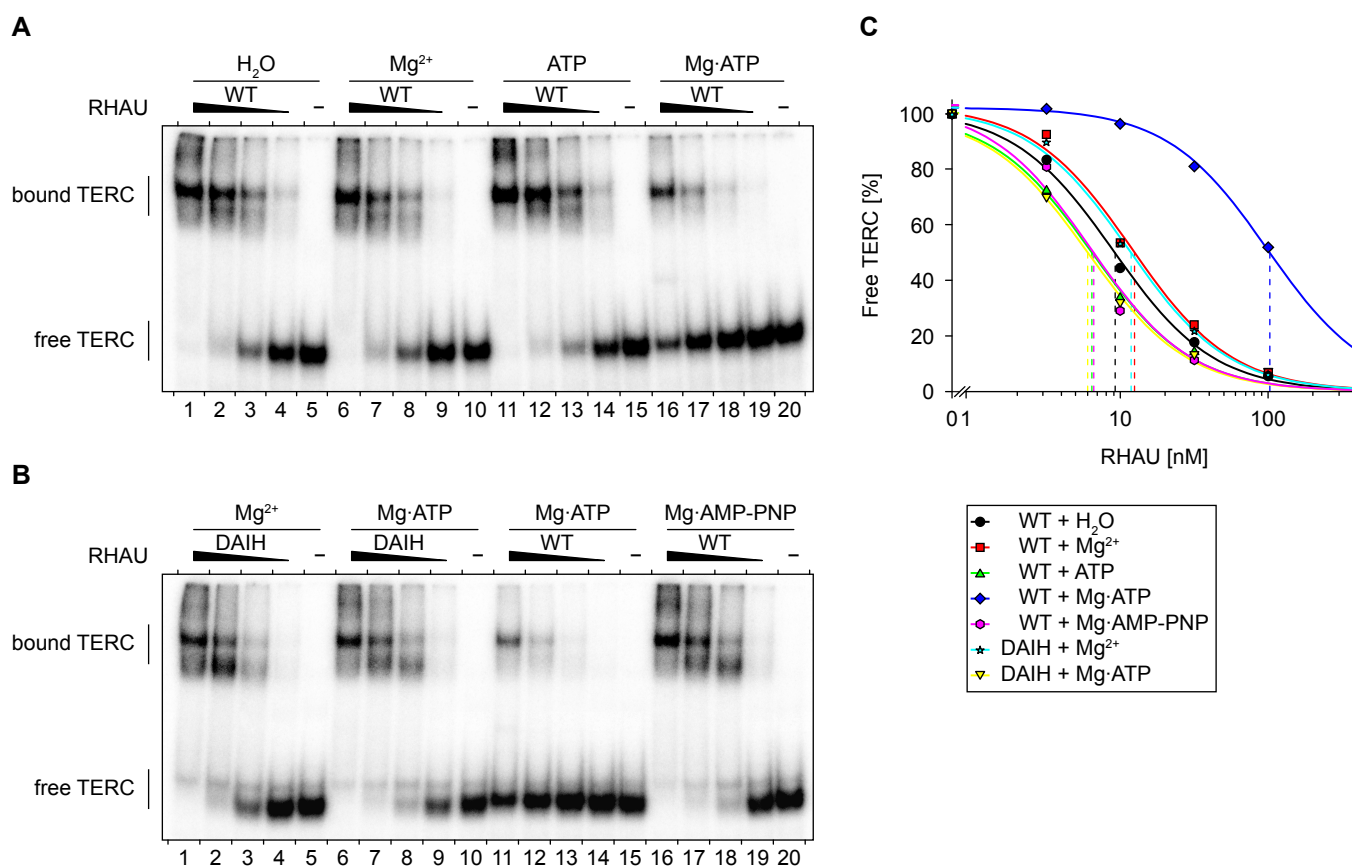 A
H₂O Mg²⁺ ATP Mg·ATP
RHAU WT – WT – WT – WT –
bound TERC
free TERC
1 2 3 4 5 6 7 8 9 10 11 12 13 14 15 16 17 18 19 20
B
Mg²⁺ Mg·ATP Mg·ATP Mg·AMP-PNP
RHAU DAIH – DAIH – WT – WT –
bound TERC
free TERC
1 2 3 4 5 6 7 8 9 10 11 12 13 14 15 16 17 18 19 20
C
Free TERC [%]
100
80
60
40
20
0
0 1 10 100
RHAU [nM]
WT + H₂O
WT + Mg²⁺
WT + ATP
WT + Mg·ATP
WT + Mg·AMP-PNP
DAIH + Mg²⁺
DAIH + Mg·ATP